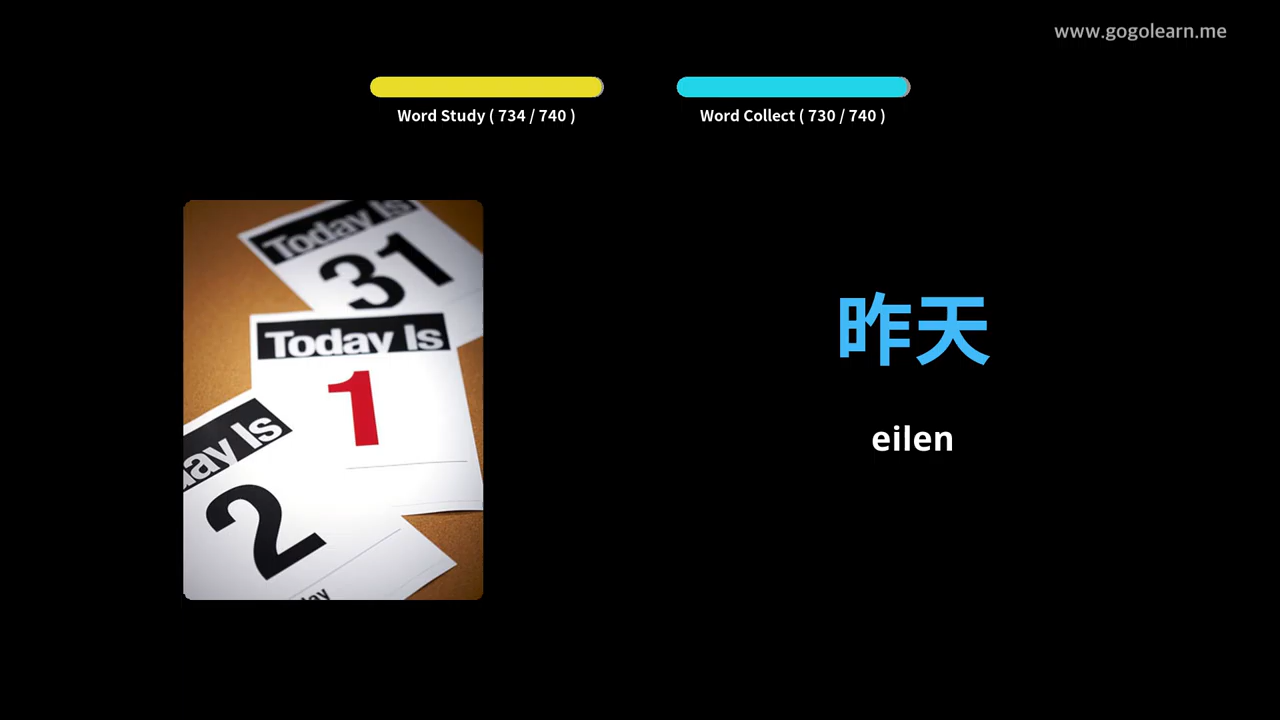 www.gogolearn.me
Word Study ( 734 / 740 )
Word Collect ( 730 / 740 )
Today Is
31
Today Is
1
ay Is
2
昨天
eilen